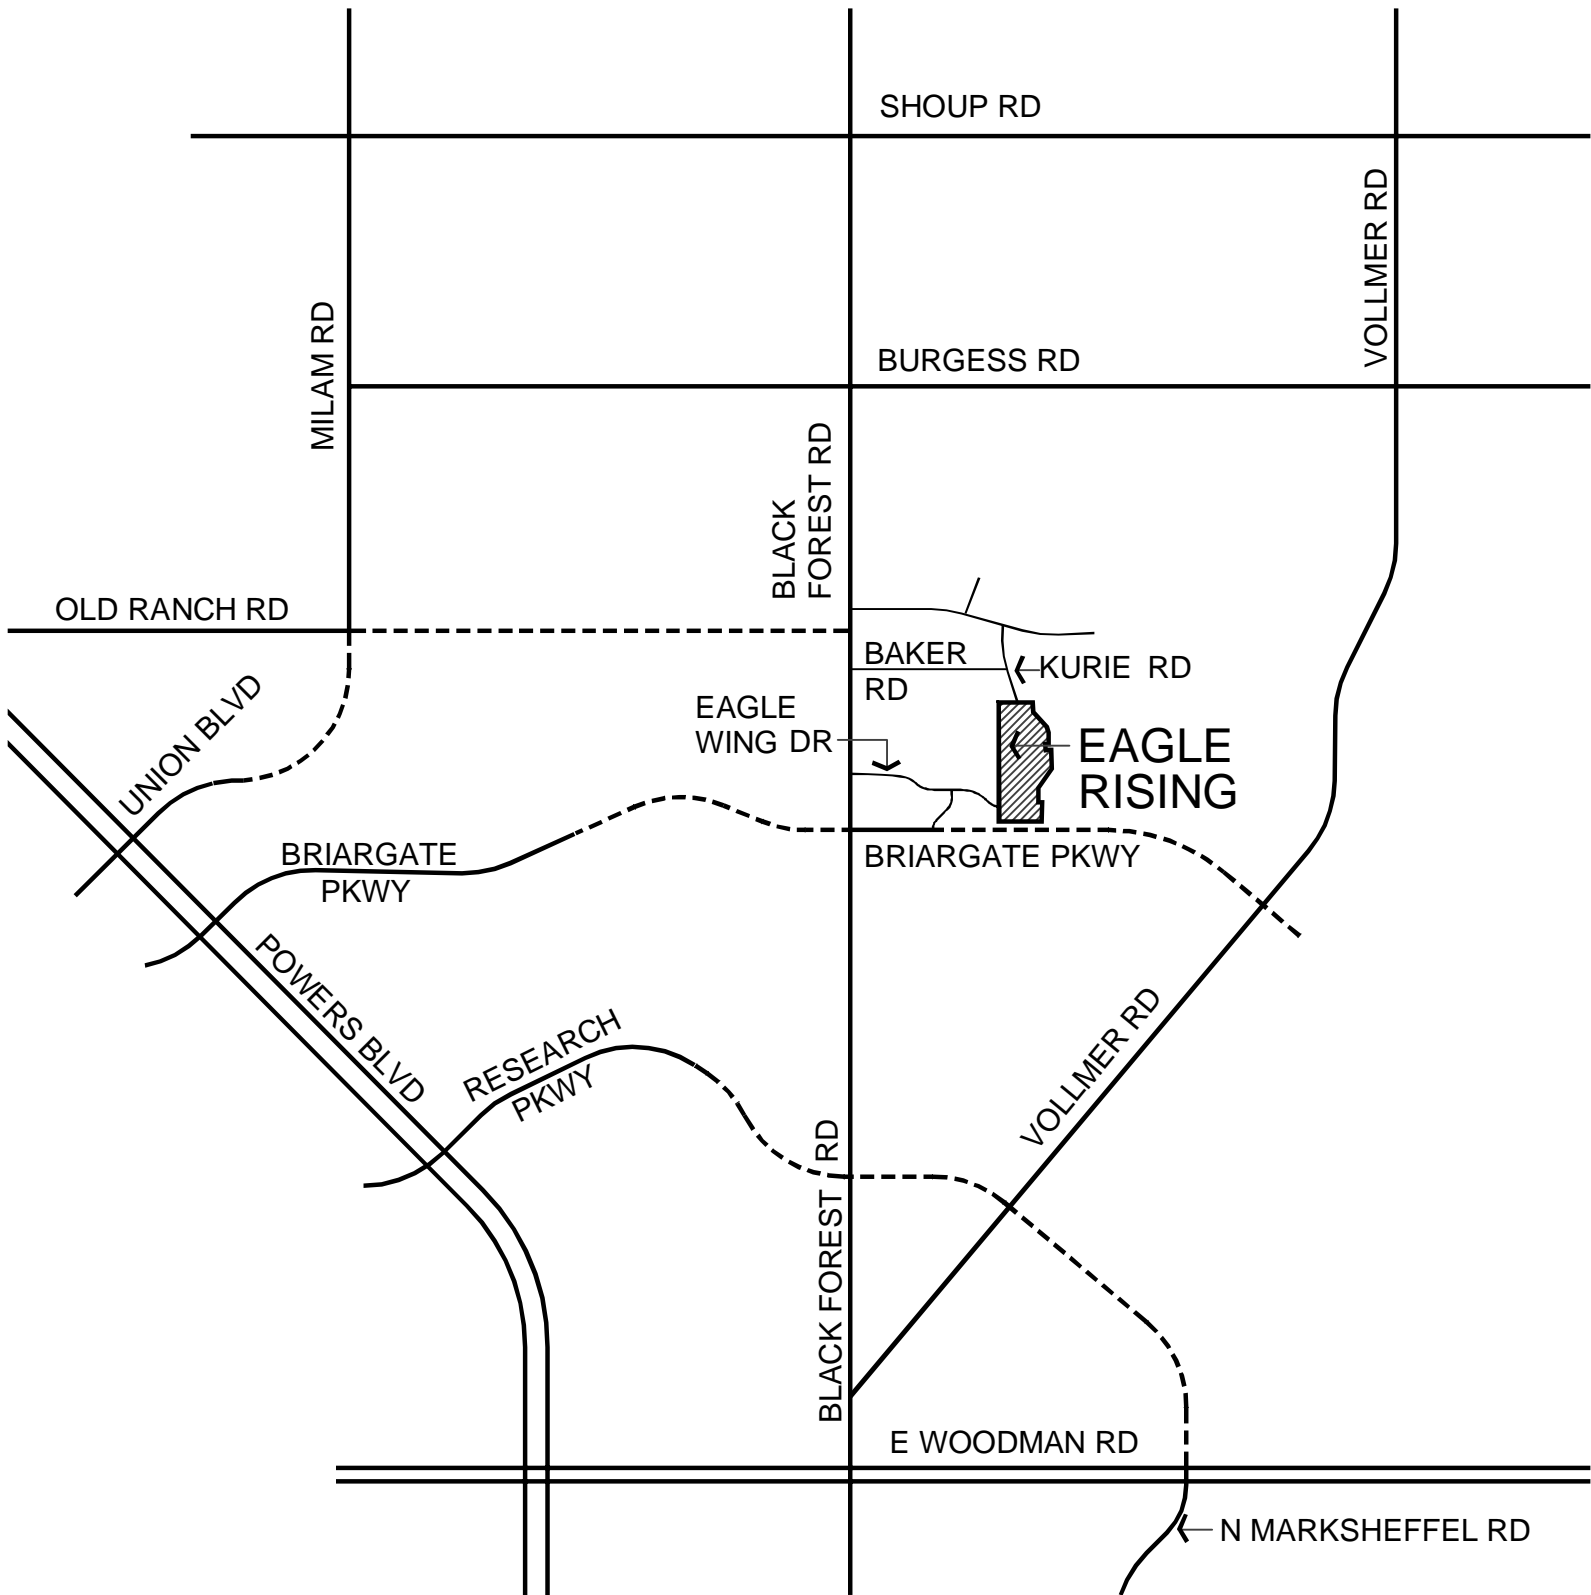 SHOUP RD
VOLLMER RD
MILAM RD
BURGESS RD
BLACK
FOREST RD
OLD RANCH RD
BAKER
RD
KURIE RD
UNION BLVD
EAGLE
WING DR
EAGLE
RISING
BRIARGATE
PKWY
BRIARGATE PKWY
POWERS BLVD
RESEARCH
PKWY
VOLLMER RD
BLACK FOREST RD
E WOODMAN RD
N MARKSHEFFEL RD